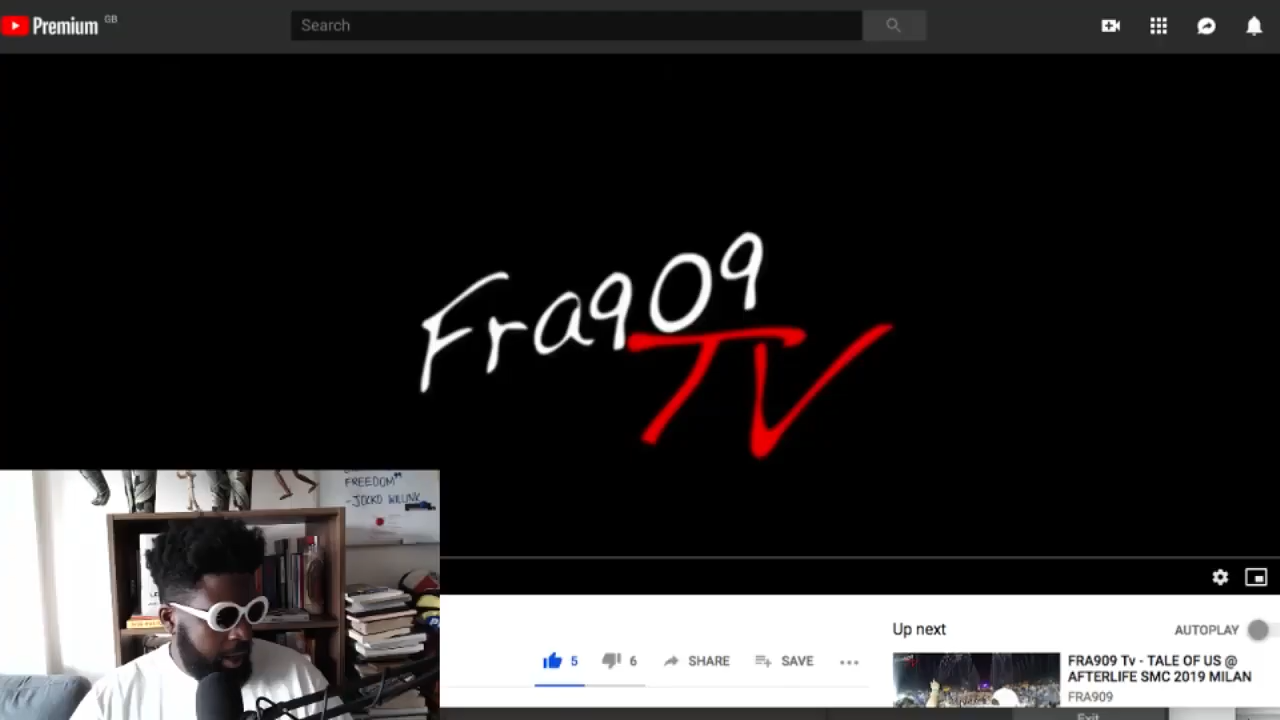 Premium GB
Search
Fra909
TV
FREEDOM"
-JOCKO WILLINK
5
6
SHARE
SAVE
Up next
AUTOPLAY
FRA909 Tv - TALE OF US @
AFTERLIFE SMC 2019 MILAN
FRA909
Exit